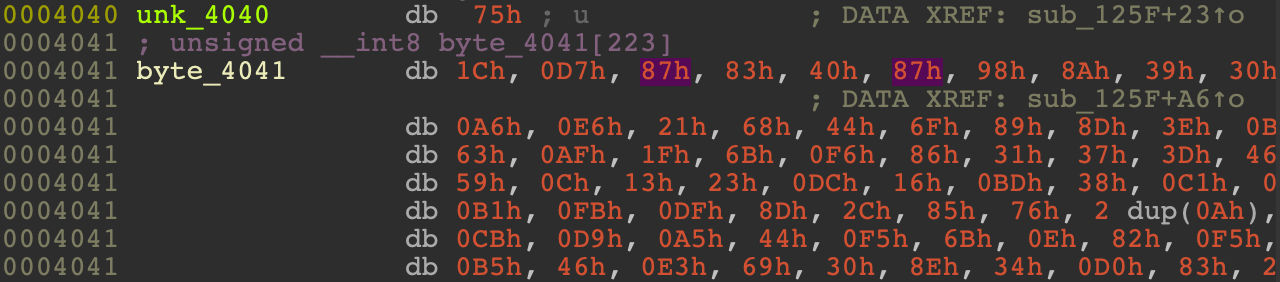 0004040 unk_4040 db 75h ; u ; DATA XREF: sub_125F+23↑o
0004041 ; unsigned __int8 byte_4041[223]
0004041 byte_4041 db 1Ch, 0D7h, 87h, 83h, 40h, 87h, 98h, 8Ah, 39h, 30h
0004041 ; DATA XREF: sub_125F+A6↑o
0004041 db 0A6h, 0E6h, 21h, 68h, 44h, 6Fh, 89h, 8Dh, 3Eh, 0B
0004041 db 63h, 0AFh, 1Fh, 6Bh, 0F6h, 86h, 31h, 37h, 3Dh, 46
0004041 db 59h, 0Ch, 13h, 23h, 0DCh, 16h, 0BDh, 38h, 0C1h, 0
0004041 db 0B1h, 0FBh, 0DFh, 8Dh, 2Ch, 85h, 76h, 2 dup(0Ah),
0004041 db 0CBh, 0D9h, 0A5h, 44h, 0F5h, 6Bh, 0Eh, 82h, 0F5h,
0004041 db 0B5h, 46h, 0E3h, 69h, 30h, 8Eh, 34h, 0D0h, 83h, 2